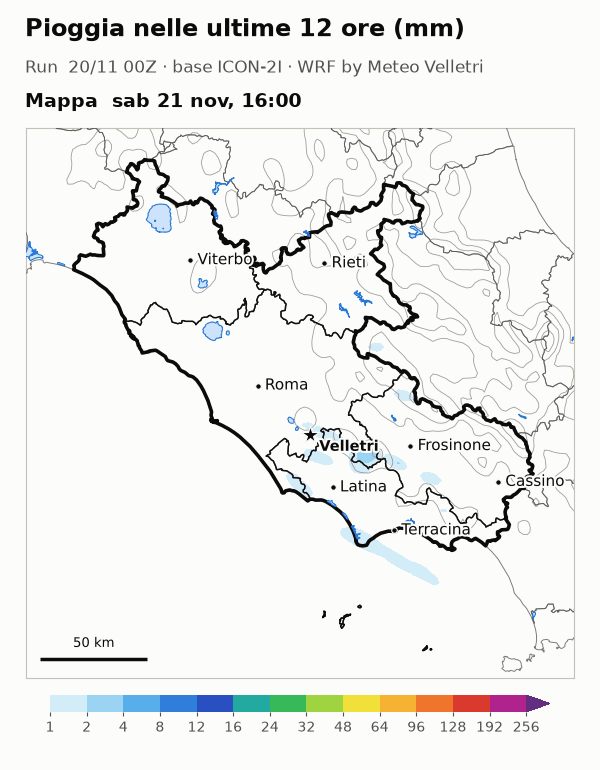 Pioggia nelle ultime 12 ore (mm)
Run 20/11 00Z · base ICON-2I · WRF by Meteo Velletri
Mappa sab 21 nov, 16:00
Viterbo
Rieti
Roma
Velletri
Frosinone
Latina
Cassino
Terracina
50 km
1 2 4 8 12 16 24 32 48 64 96 128 192 256